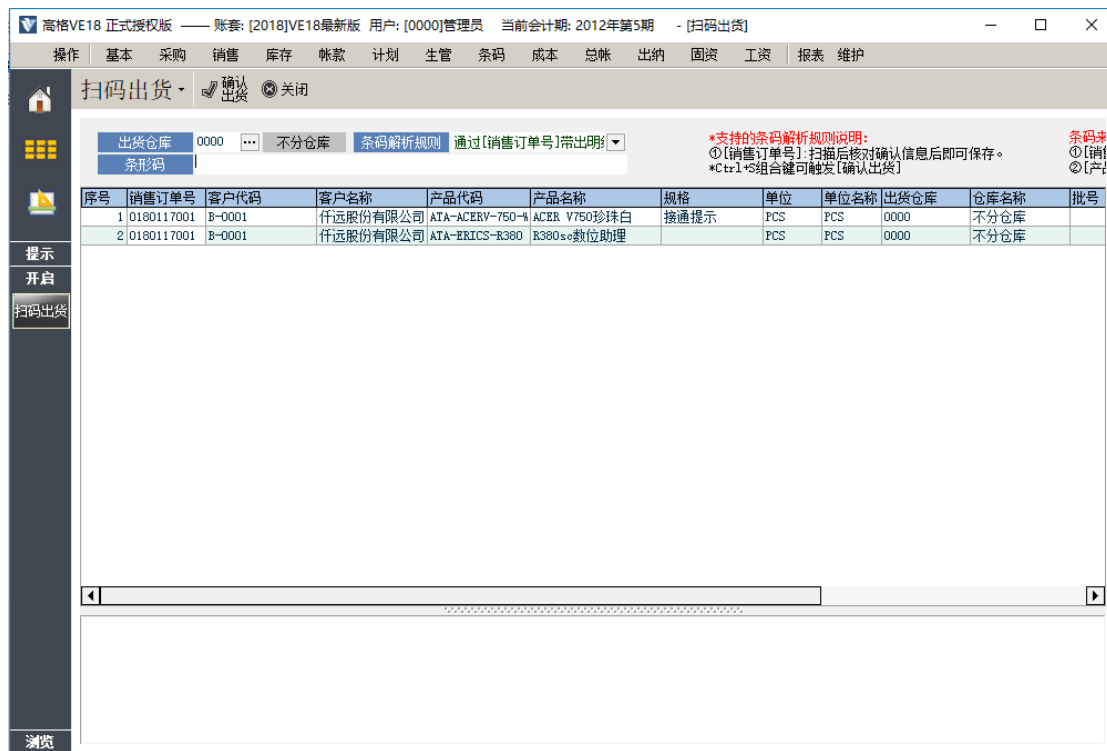 高格VE18 正式授权版 —— 账套: [2018]VE18最新版 用户: [0000]管理员 当前会计期: 2012年第5期 - [扫码出货]
操作 基本 采购 销售 库存 帐款 计划 生管 条码 成本 总帐 出纳 固资 工资 报表 维护
扫码出货 确认出货 关闭
出货仓库 0000 ... 不分仓库 条码解析规则 通过[销售订单号]带出明
条形码
*支持的条码解析规则说明:
①[销售订单号]:扫描后核对确认信息后即可保存。
*Ctrl+S组合键可触发[确认出货]
条码来
①[销
②[产
序号 销售订单号 客户代码 客户名称 产品代码 产品名称 规格 单位 单位名称 出货仓库 仓库名称 批号
1 0180117001 B-0001 仟远股份有限公司 ATA-ACERV-750-W ACER V750珍珠白 接通提示 PCS PCS 0000 不分仓库
2 0180117001 B-0001 仟远股份有限公司 ATA-ERICS-R380 R380sc数位助理 PCS PCS 0000 不分仓库
提示
开启
扫码出货
浏览